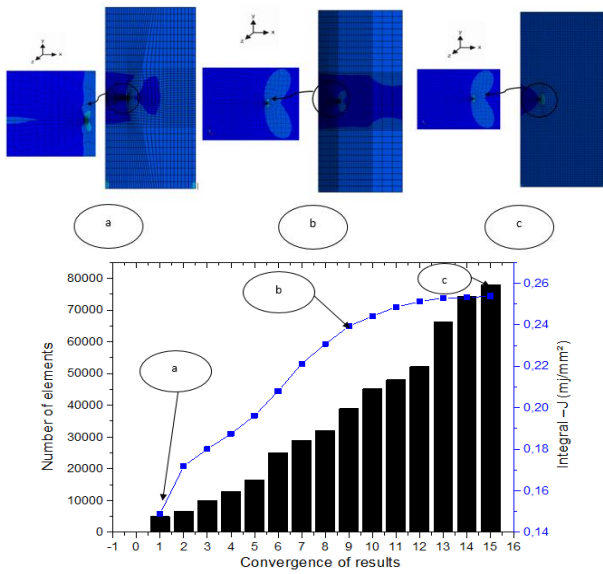 y
x
z
y
x
z
y
x
z
a
b
c
80000
70000
60000
50000
40000
30000
20000
10000
0
Number of elements
a
b
c
0,26
0,24
0,22
0,20
0,18
0,16
0,14
Integral –J (mj/mm²)
-1 0 1 2 3 4 5 6 7 8 9 10 11 12 13 14 15 16
Convergence of results